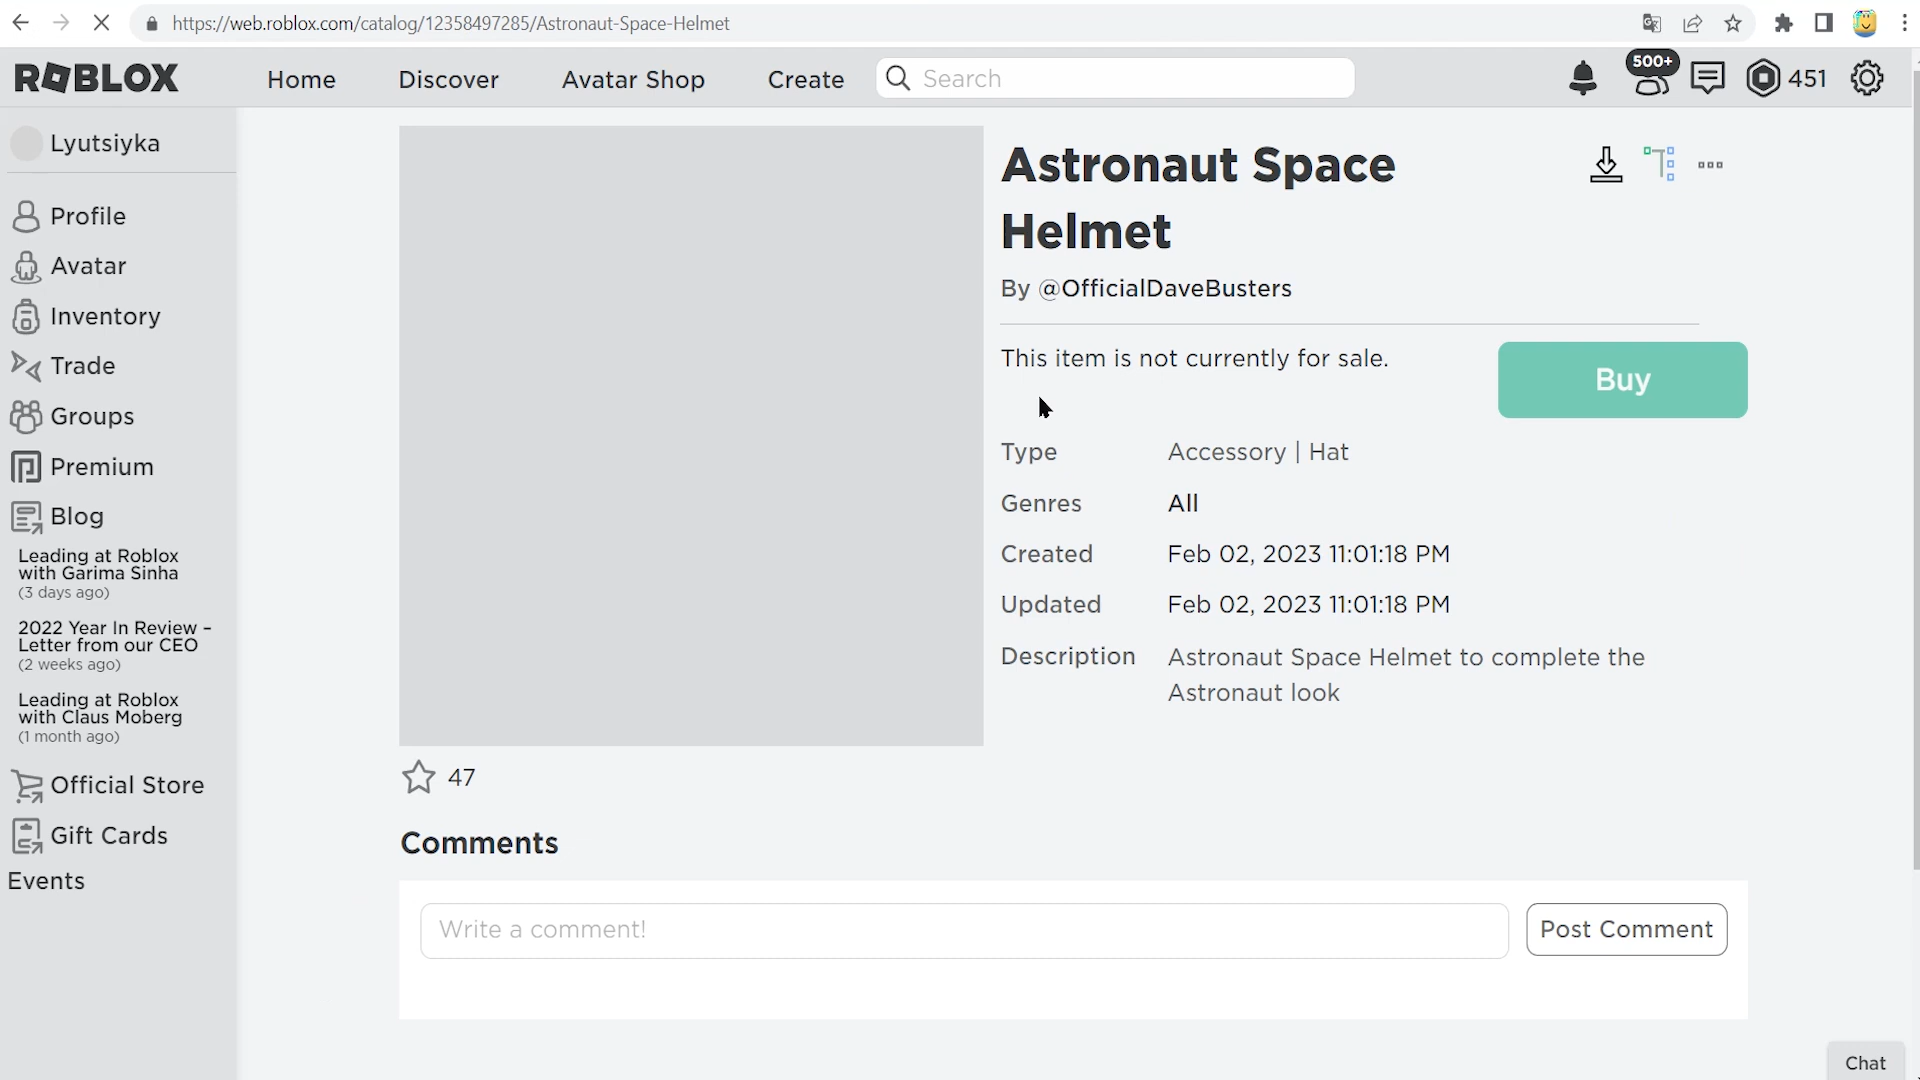 https://web.roblox.com/catalog/12358497285/Astronaut-Space-Helmet
ROBLOX
Home
Discover
Avatar Shop
Create
Search
500+
451
Lyutsiyka
Profile
Avatar
Inventory
Trade
Groups
Premium
Blog
Leading at Roblox
with Garima Sinha
(3 days ago)
2022 Year In Review –
Letter from our CEO
(2 weeks ago)
Leading at Roblox
with Claus Moberg
(1 month ago)
Official Store
Gift Cards
Events
Astronaut Space
Helmet
By @OfficialDaveBusters
This item is not currently for sale.
Buy
Type Accessory | Hat
Genres All
Created Feb 02, 2023 11:01:18 PM
Updated Feb 02, 2023 11:01:18 PM
Description Astronaut Space Helmet to complete the
Astronaut look
47
Comments
Write a comment!
Post Comment
Chat